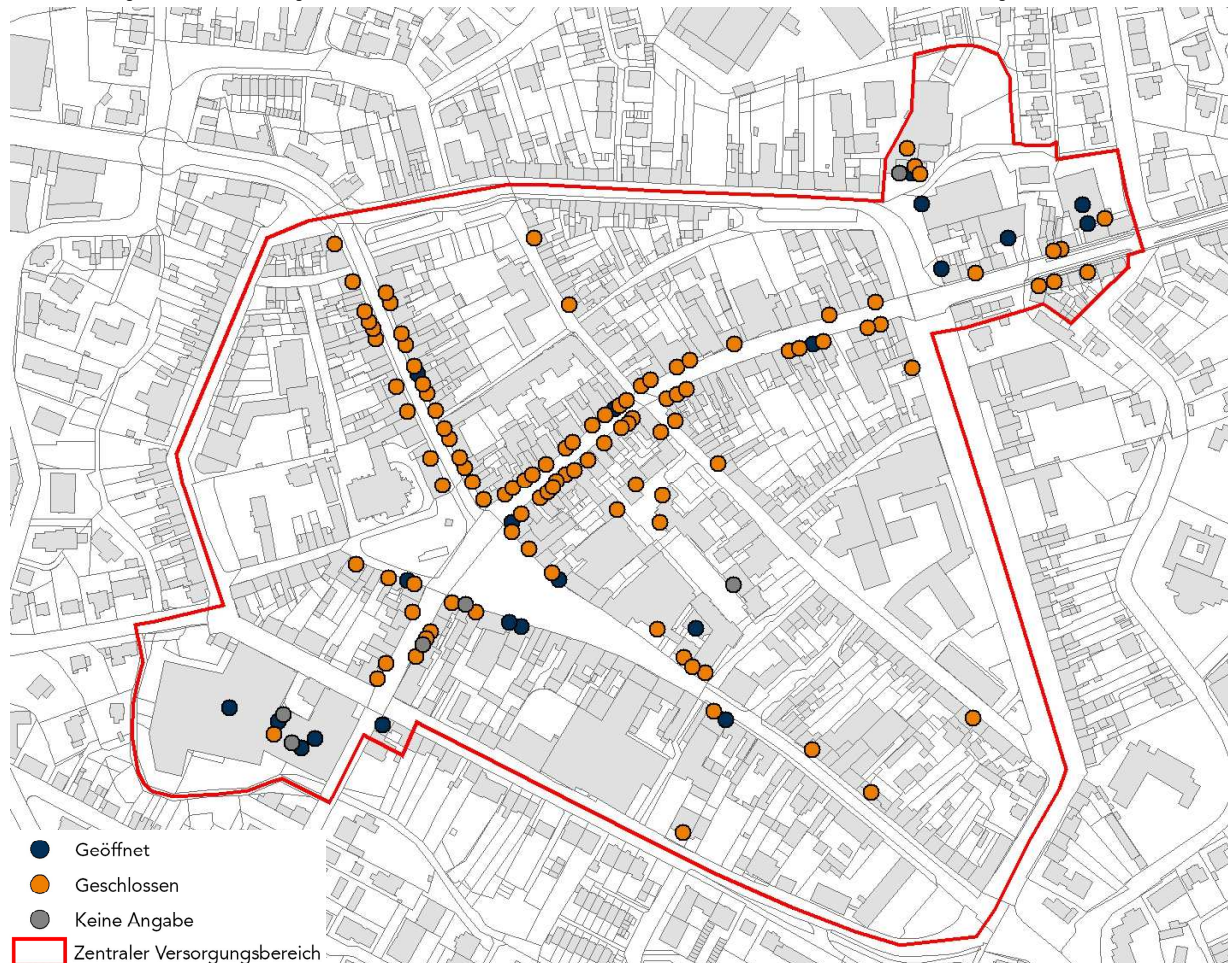 Geöffnet
Geschlossen
Keine Angabe
Zentraler Versorgungsbereich